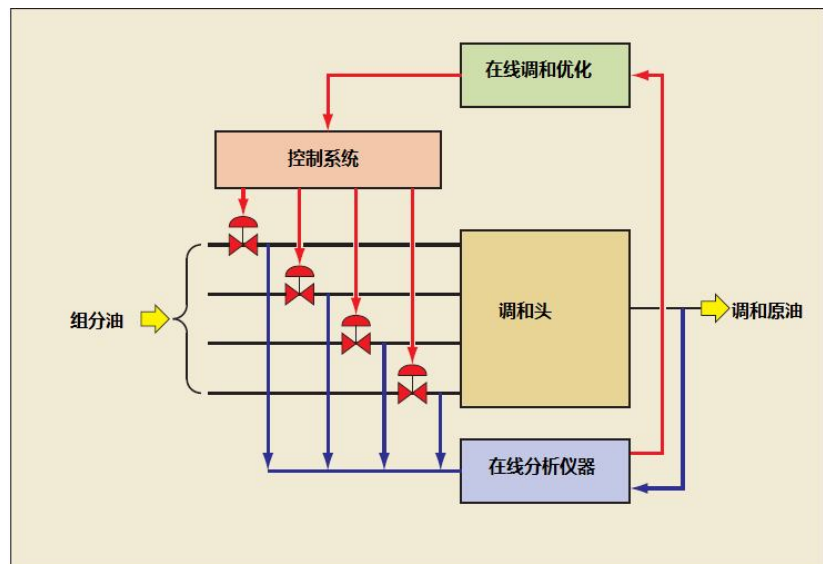 在线调和优化
控制系统
组分油
调和头
调和原油
在线分析仪器